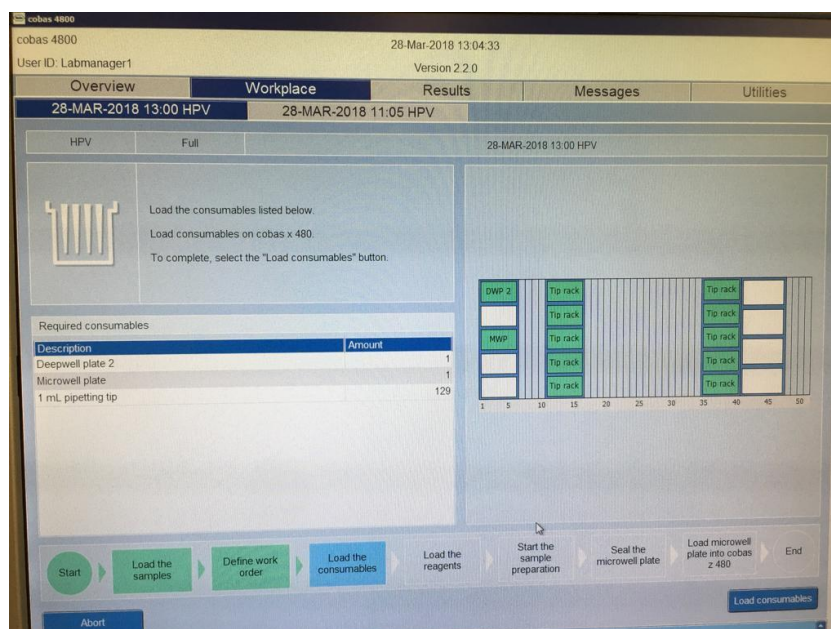 cobas 4800
cobas 4800
28-Mar-2018 13:04:33
User ID: Labmanager1
Version 2.2.0
Overview Workplace Results Messages Utilities
28-MAR-2018 13:00 HPV 28-MAR-2018 11:05 HPV
HPV Full 28-MAR-2018 13:00 HPV
Load the consumables listed below.
Load consumables on cobas x 480.
To complete, select the "Load consumables" button.
Required consumables
Description Amount
Deepwell plate 2 1
Microwell plate 1
1 mL pipetting tip 129
DWP 2 Tip rack Tip rack
Tip rack Tip rack
MWP Tip rack Tip rack
Tip rack Tip rack
Tip rack Tip rack
1 5 10 15 20 25 30 35 40 45 50
Start
Load the
samples
Define work
order
Load the
consumables
Load the
reagents
Start the
sample
preparation
Seal the
microwell plate
Load microwell
plate into cobas
z 480
End
Load consumables
Abort